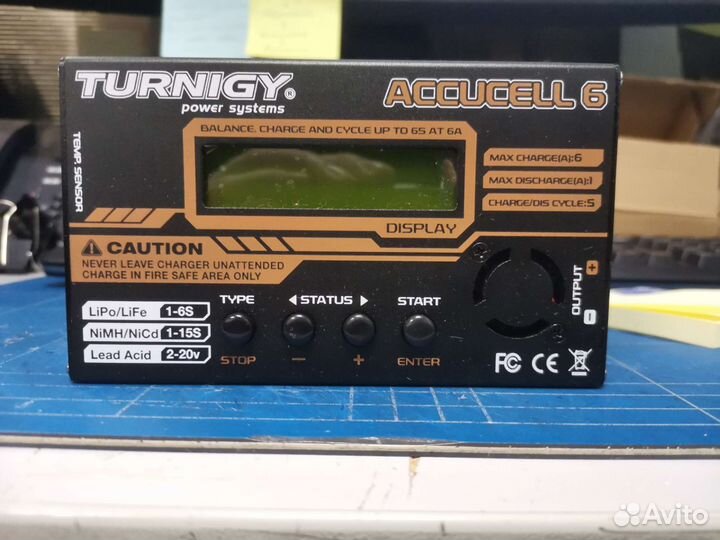 TURNIGY®
power systems
ACCUCELL 6
BALANCE, CHARGE AND CYCLE UP TO 6S AT 6A
TEMP. SENSOR
MAX CHARGE(A):6
MAX DISCHARGE(A):1
CHARGE/DIS CYCLE:5
DISPLAY
CAUTION
NEVER LEAVE CHARGER UNATTENDED
CHARGE IN FIRE SAFE AREA ONLY
OUTPUT
LiPo/LiFe 1-6S
NiMH/NiCd 1-15S
Lead Acid 2-20v
TYPE
STATUS
START
STOP
− +
ENTER
FC CE
Avito